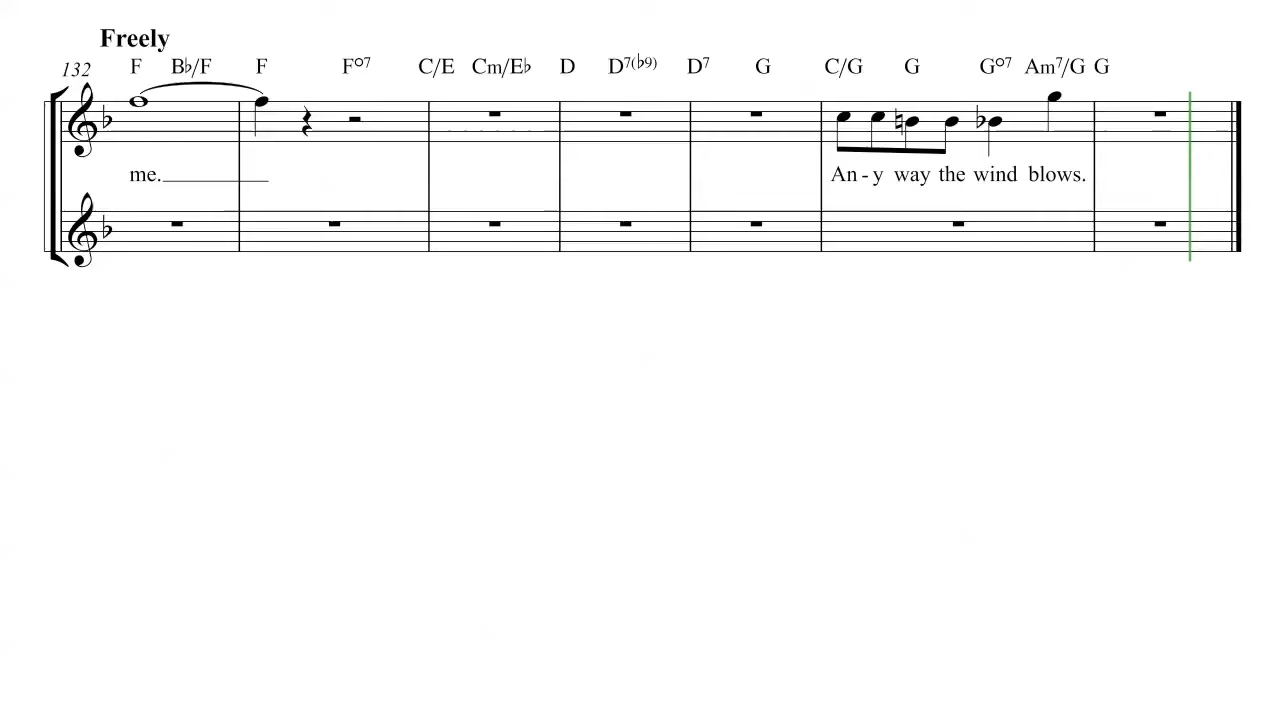 Freely
132 F B♭/F F F°7 C/E Cm/E♭ D D7(♭9) D7 G C/G G G°7 Am7/G G
me.
An - y way the wind blows.